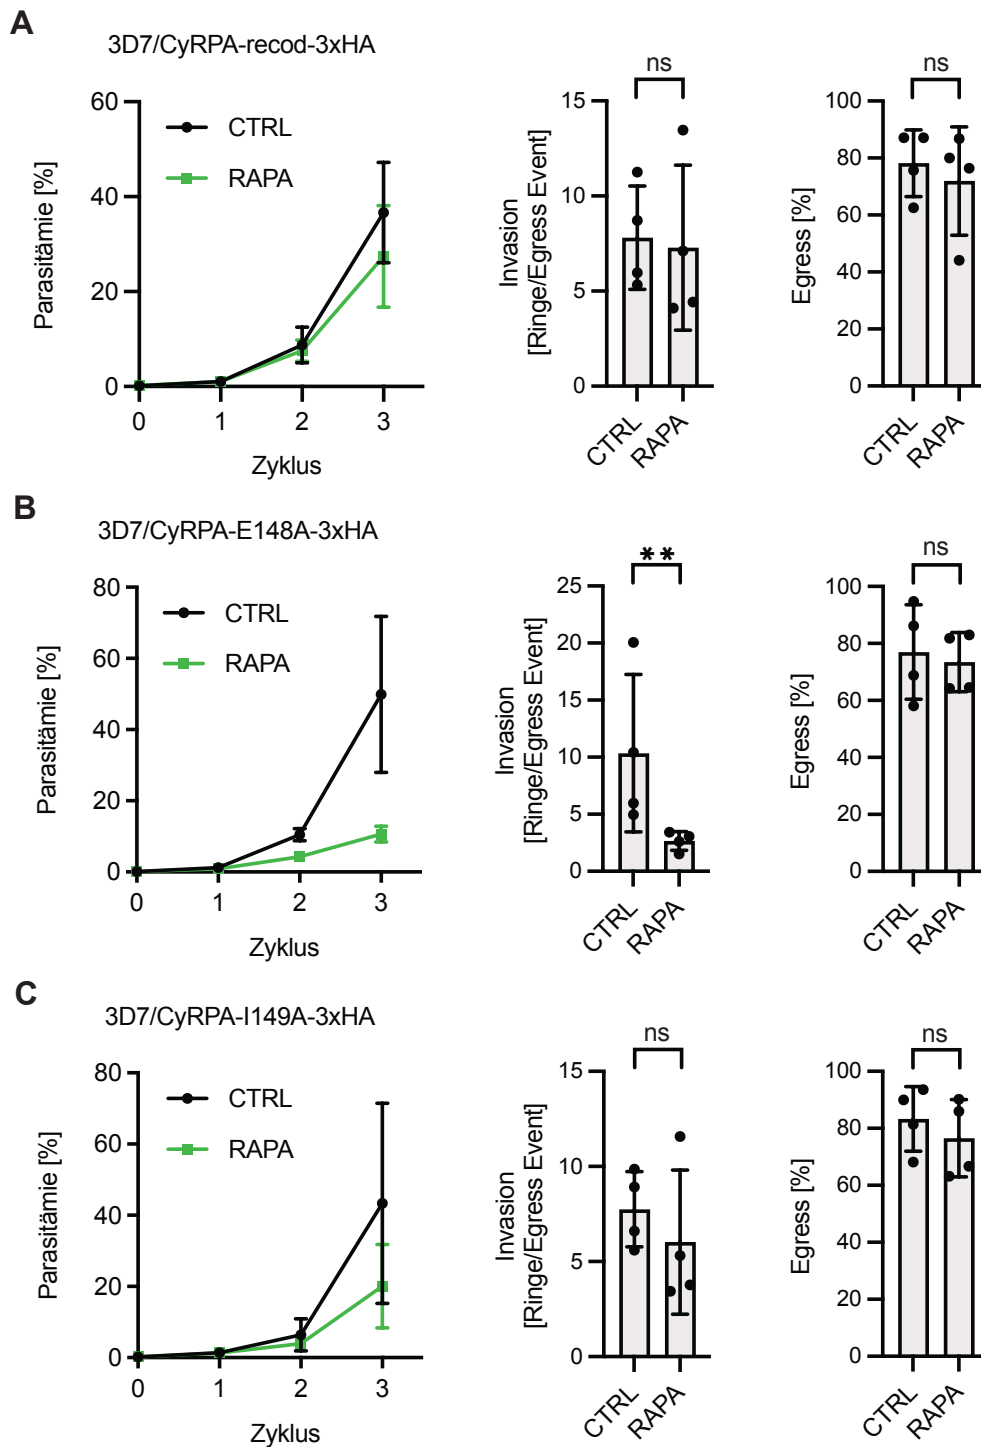 A
3D7/CyRPA-recod-3xHA
Parasitämie [%]
60
40
20
0
0 1 2 3
Zyklus
CTRL
RAPA
Invasion
[Ringe/Egress Event]
15
10
5
0
ns
CTRL
RAPA
Egress [%]
100
80
60
40
20
0
ns
CTRL
RAPA
B
3D7/CyRPA-E148A-3xHA
Parasitämie [%]
80
60
40
20
0
0 1 2 3
Zyklus
CTRL
RAPA
Invasion
[Ringe/Egress Event]
25
20
15
10
5
0
**
CTRL
RAPA
Egress [%]
100
80
60
40
20
0
ns
CTRL
RAPA
C
3D7/CyRPA-I149A-3xHA
Parasitämie [%]
80
60
40
20
0
0 1 2 3
Zyklus
CTRL
RAPA
Invasion
[Ringe/Egress Event]
15
10
5
0
ns
CTRL
RAPA
Egress [%]
100
80
60
40
20
0
ns
CTRL
RAPA